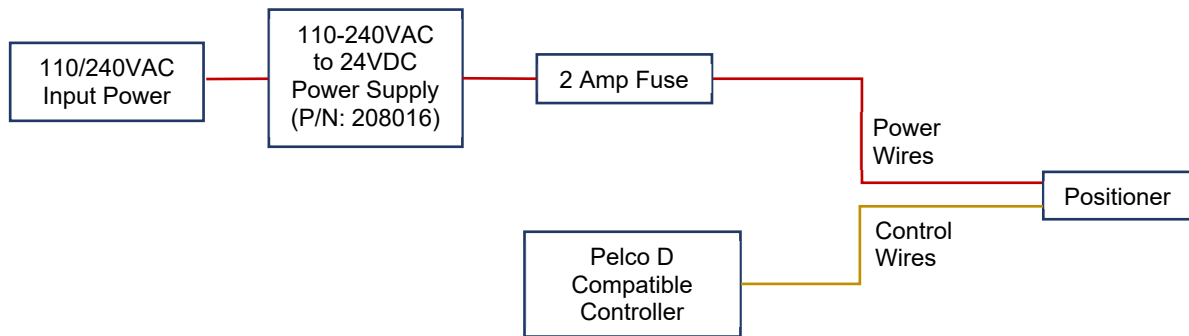 110/240VAC
Input Power
110-240VAC
to 24VDC
Power Supply
(P/N: 208016)
2 Amp Fuse
Power
Wires
Positioner
Control
Wires
Pelco D
Compatible
Controller